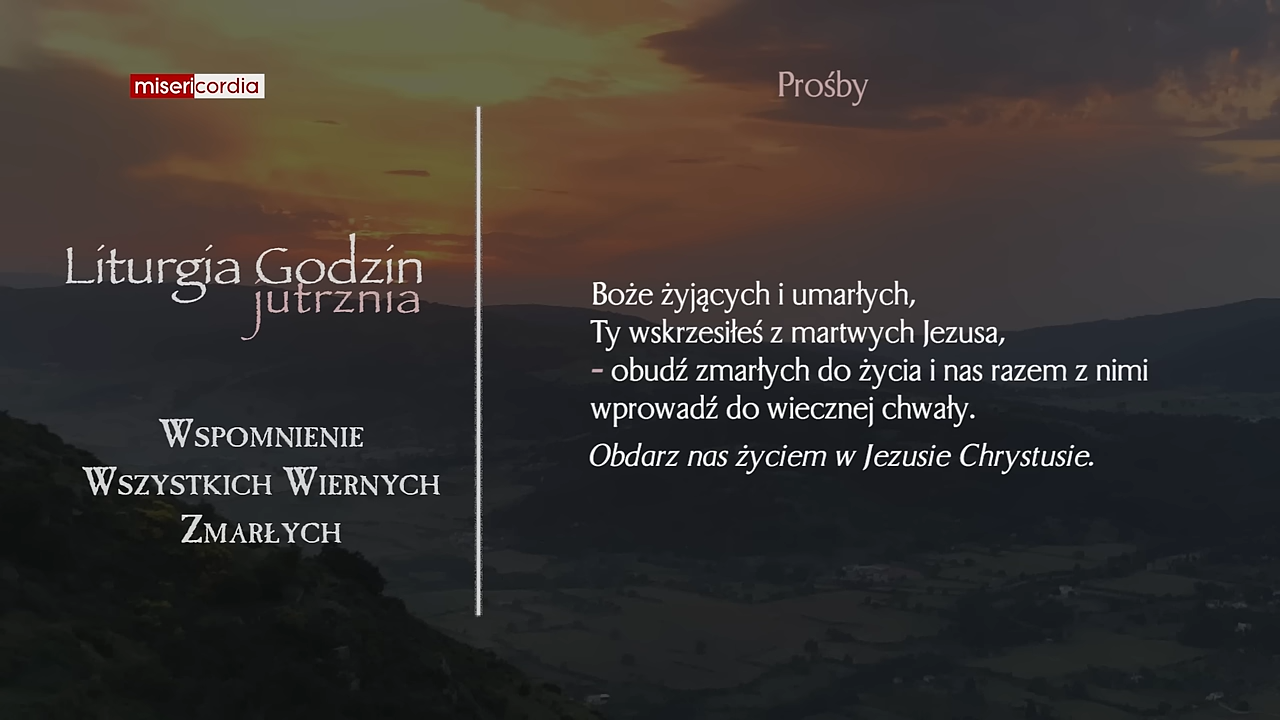 misericordia
Liturgia Godzin
jutrznia
Wspomnienie
Wszystkich Wiernych
Zmarłych
Prośby
Boże żyjących i umarłych,
Ty wskrzesiłeś z martwych Jezusa,
- obudź zmarłych do życia i nas razem z nimi
wprowadź do wiecznej chwały.
Obdarz nas życiem w Jezusie Chrystusie.